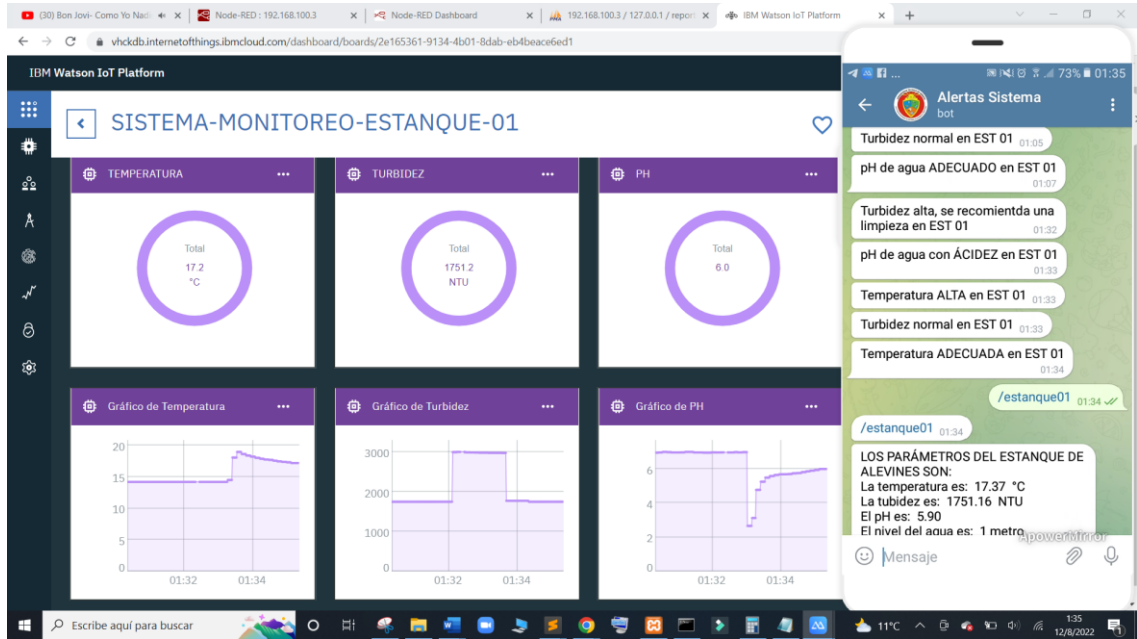 (30) Bon Jovi- Como Yo Nadi
Node-RED : 192.168.100.3
Node-RED Dashboard
192.168.100.3 / 127.0.0.1 / report
IBM Watson IoT Platform
vhckdb.internetofthings.ibmcloud.com/dashboard/boards/2e165361-9134-4b01-8dab-eb4beace6ed1
IBM Watson IoT Platform
SISTEMA-MONITOREO-ESTANQUE-01
TEMPERATURA
Total
17.2
°C
TURBIDEZ
Total
1751.2
NTU
PH
Total
6.0
Gráfico de Temperatura
20
15
10
5
0
01:32
01:34
Gráfico de Turbidez
3000
2000
1000
0
01:32
01:34
Gráfico de PH
6
4
2
0
01:32
01:34
... 73% 01:35
Alertas Sistema
bot
Turbidez normal en EST 01 01:05
pH de agua ADECUADO en EST 01
01:07
Turbidez alta, se recomientda una
limpieza en EST 01 01:32
pH de agua con ÁCIDEZ en EST 01
01:33
Temperatura ALTA en EST 01 01:33
Turbidez normal en EST 01 01:33
Temperatura ADECUADA en EST 01
01:34
/estanque01 01:34
/estanque01 01:34
LOS PARÁMETROS DEL ESTANQUE DE
ALEVINES SON:
La temperatura es: 17.37 °C
La tubidez es: 1751.16 NTU
El pH es: 5.90
El nivel del agua es: 1 metro
ApowerMirror
Mensaje
Escribe aquí para buscar
11°C
1:35
12/8/2022